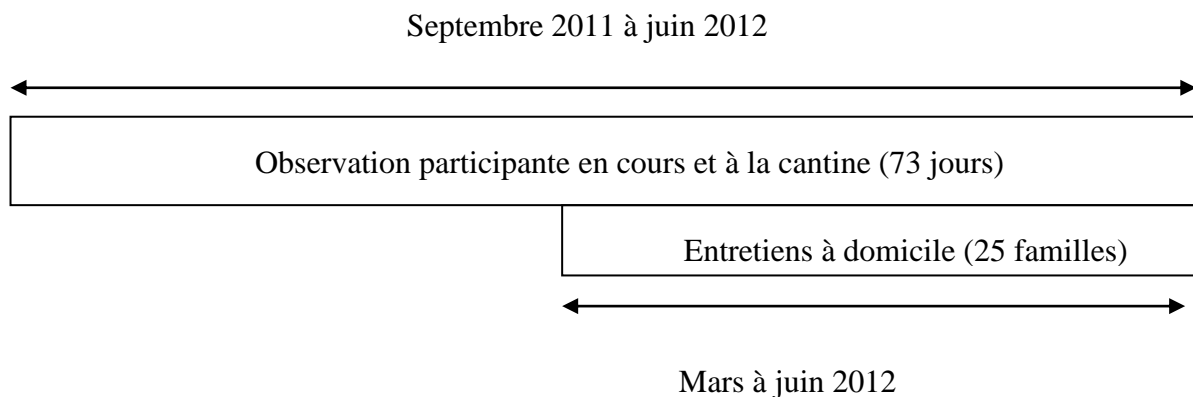 Septembre 2011 à juin 2012
Observation participante en cours et à la cantine (73 jours)
Entretiens à domicile (25 familles)
Mars à juin 2012